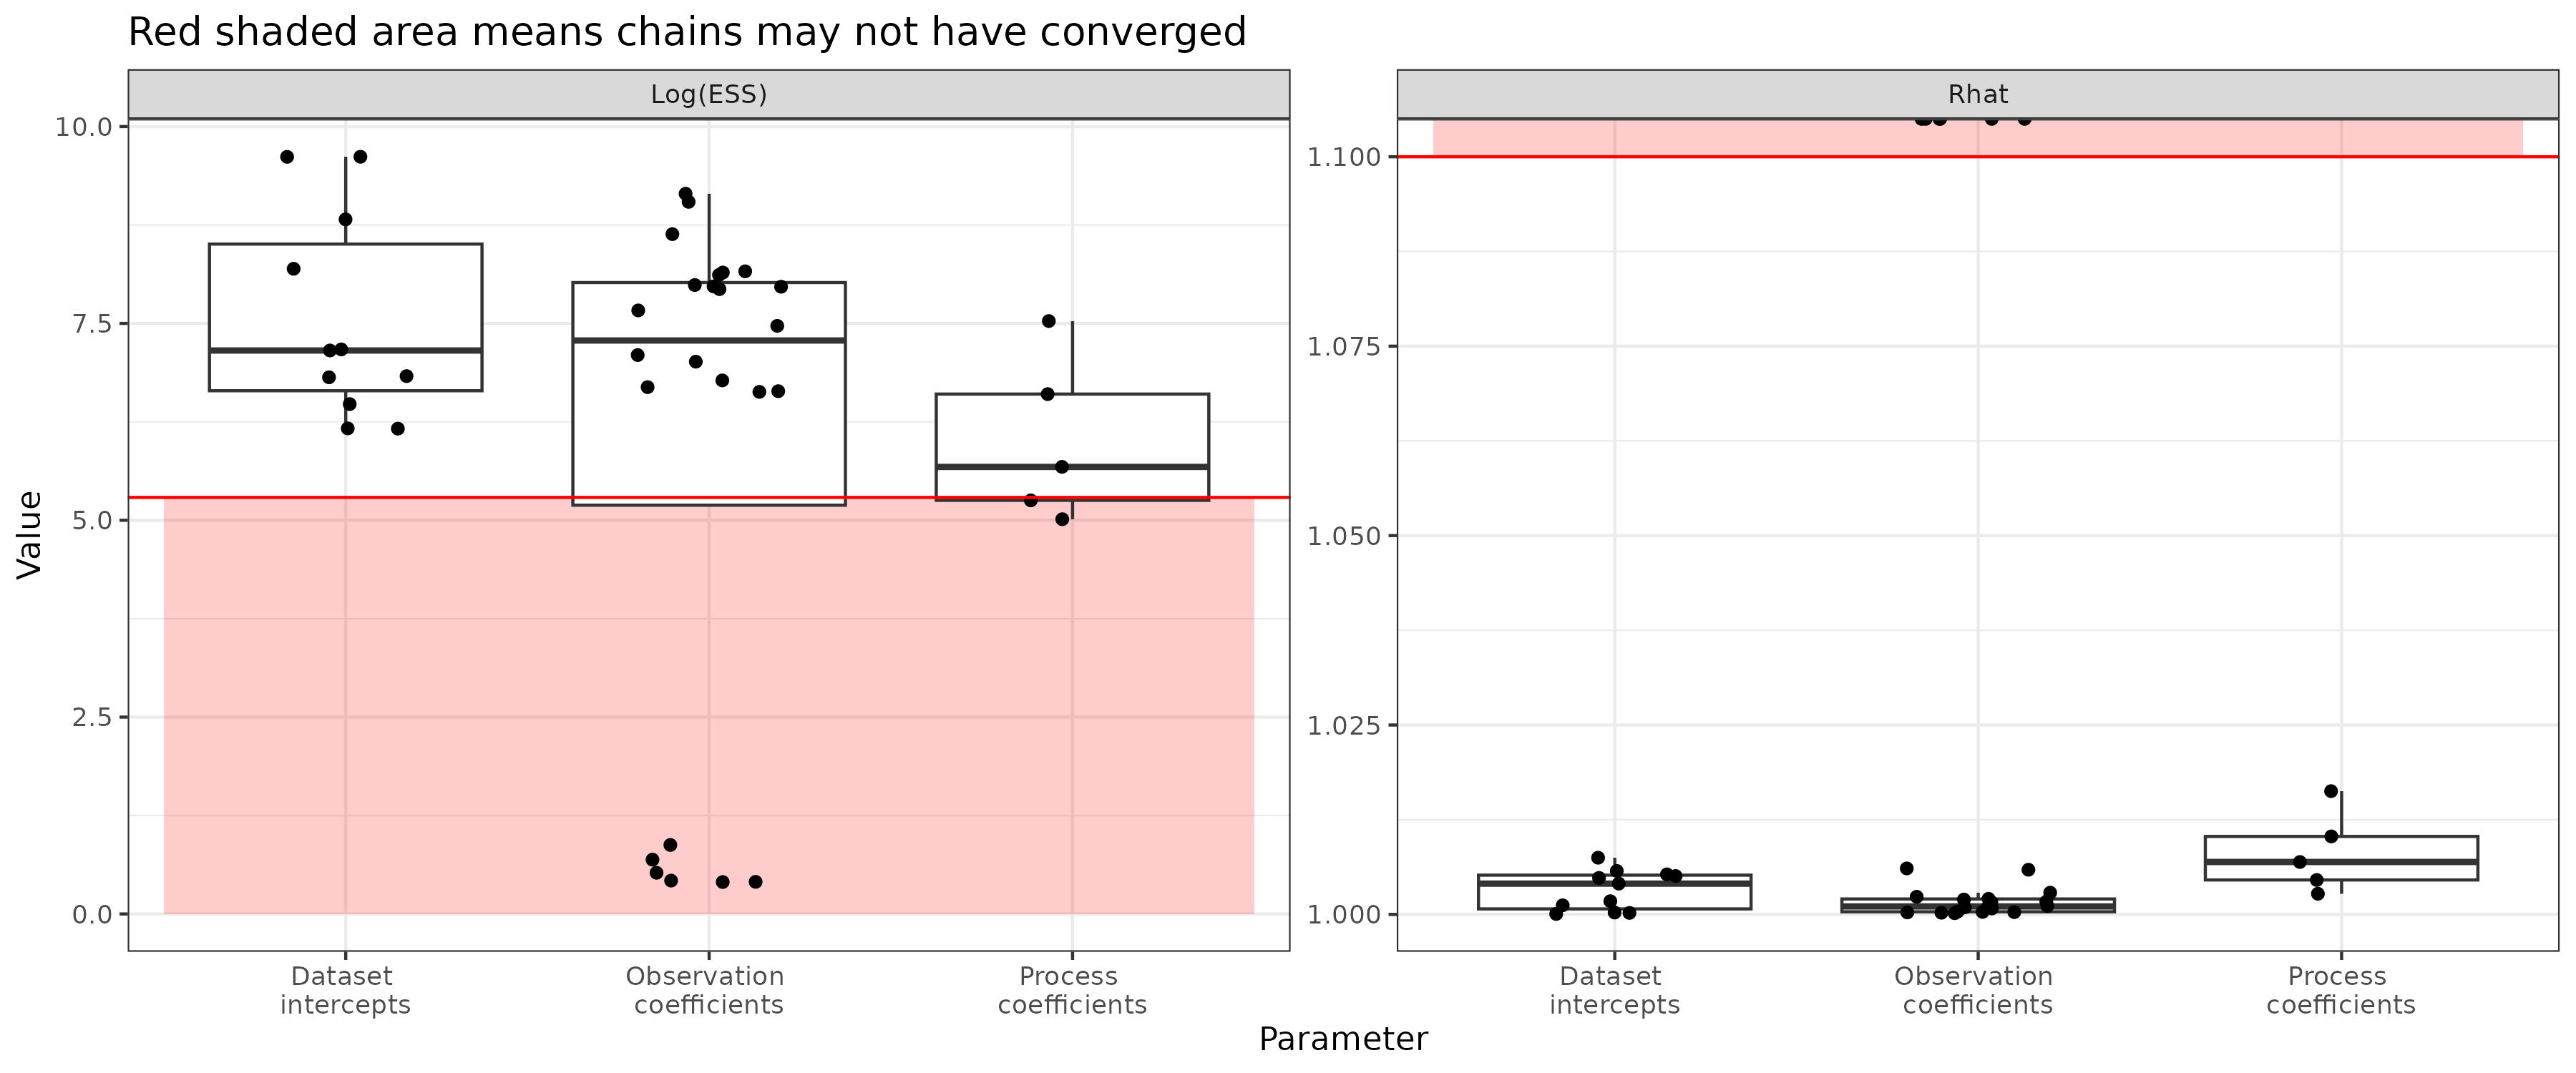 Red shaded area means chains may not have converged
Log(ESS)
Rhat
Value
10.0
7.5
5.0
2.5
0.0
1.100
1.075
1.050
1.025
1.000
Dataset
intercepts
Observation
coefficients
Process
coefficients
Dataset
intercepts
Observation
coefficients
Process
coefficients
Parameter